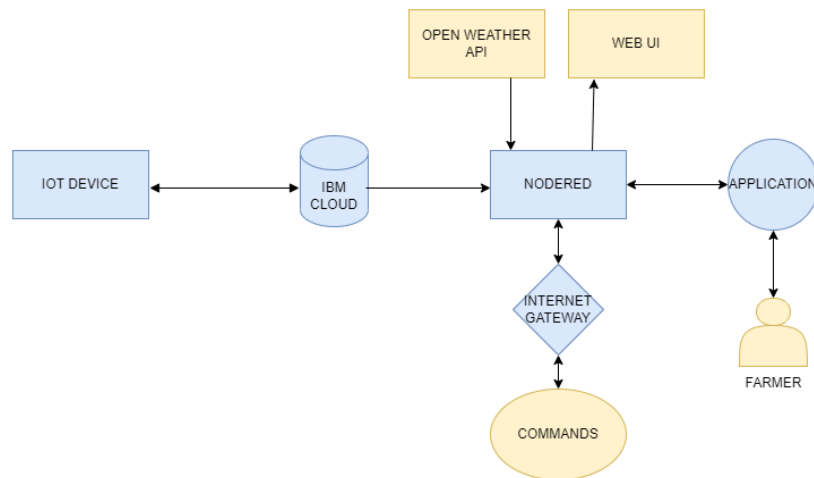 OPEN WEATHER
API
WEB UI
IOT DEVICE
IBM
CLOUD
NODERED
APPLICATION
INTERNET
GATEWAY
FARMER
COMMANDS